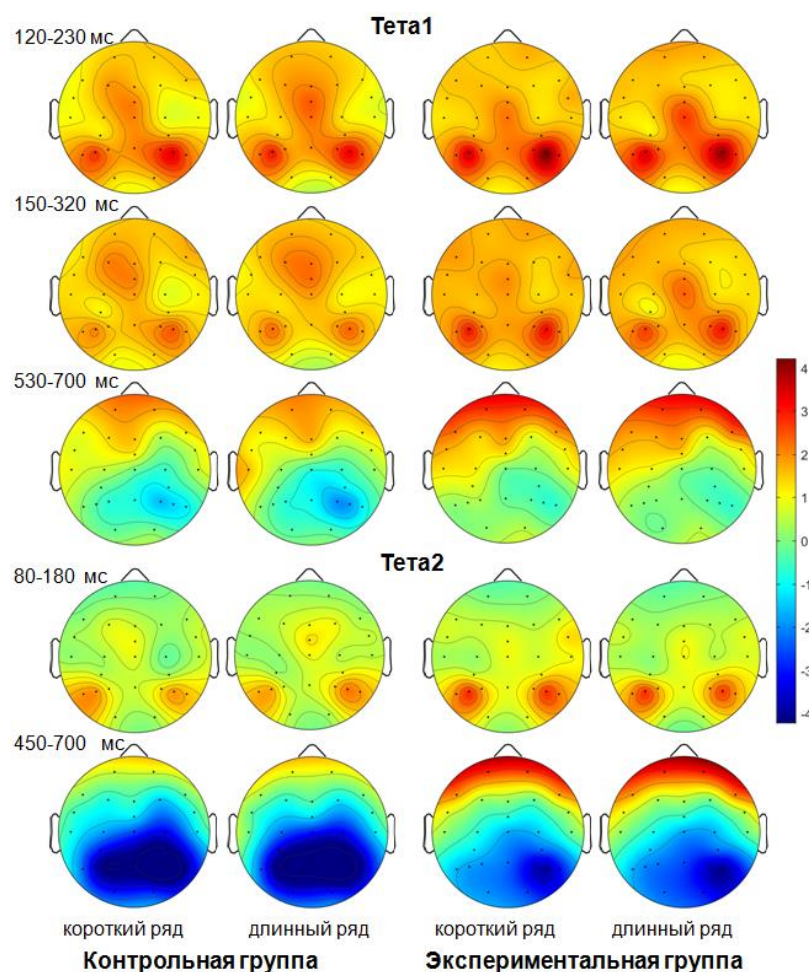 Тета1
120-230 мс
150-320 мс
530-700 мс
4
3
2
1
0
-1
-2
-3
-4
Тета2
80-180 мс
450-700 мс
короткий ряд длинный ряд короткий ряд длинный ряд
Контрольная группа Экспериментальная группа